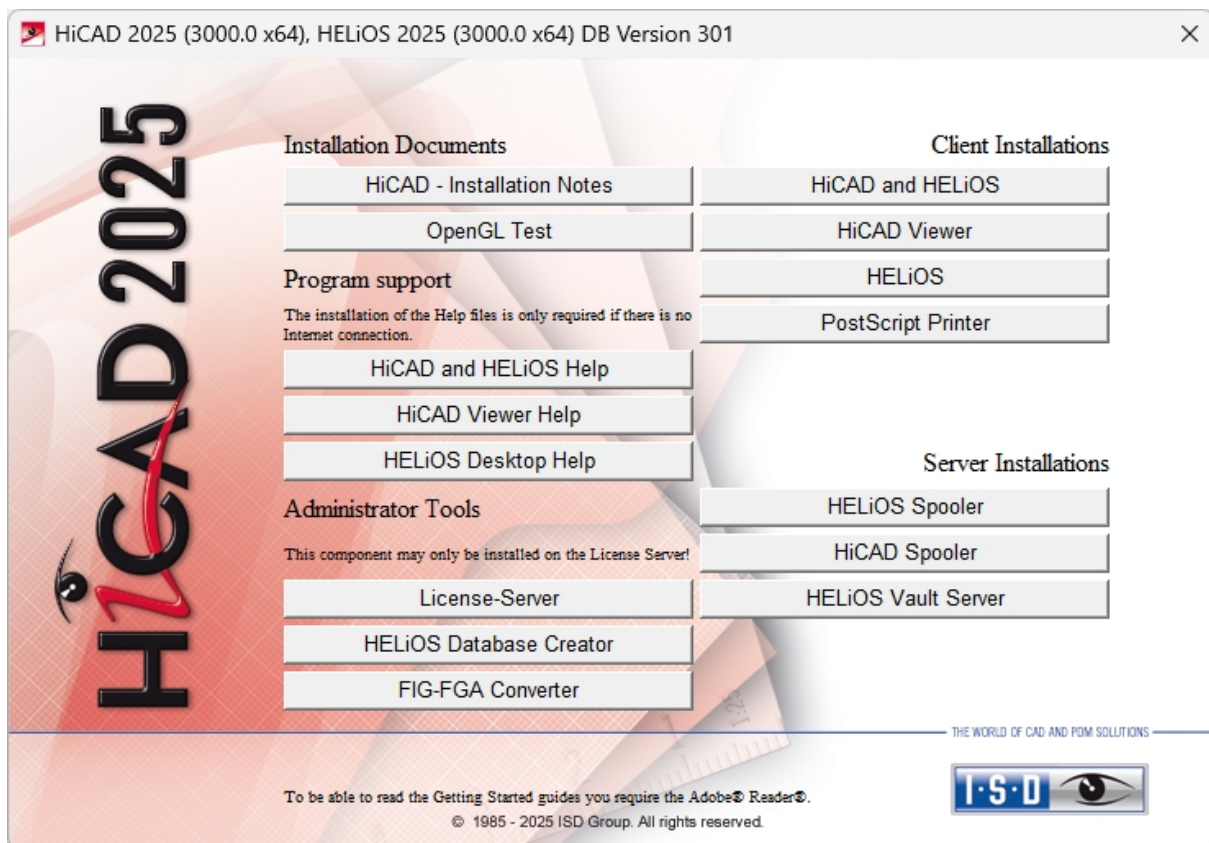 HiCAD 2025 (3000.0 x64), HELiOS 2025 (3000.0 x64) DB Version 301
HiCAD 2025
Installation Documents
HiCAD - Installation Notes
OpenGL Test
Program support
The installation of the Help files is only required if there is no
Internet connection.
HiCAD and HELiOS Help
HiCAD Viewer Help
HELiOS Desktop Help
Administrator Tools
This component may only be installed on the License Server!
License-Server
HELiOS Database Creator
FIG-FGA Converter
Client Installations
HiCAD and HELiOS
HiCAD Viewer
HELiOS
PostScript Printer
Server Installations
HELiOS Spooler
HiCAD Spooler
HELiOS Vault Server
THE WORLD OF CAD AND PDM SOLUTIONS
I·S·D
To be able to read the Getting Started guides you require the Adobe® Reader®.
© 1985 - 2025 ISD Group. All rights reserved.